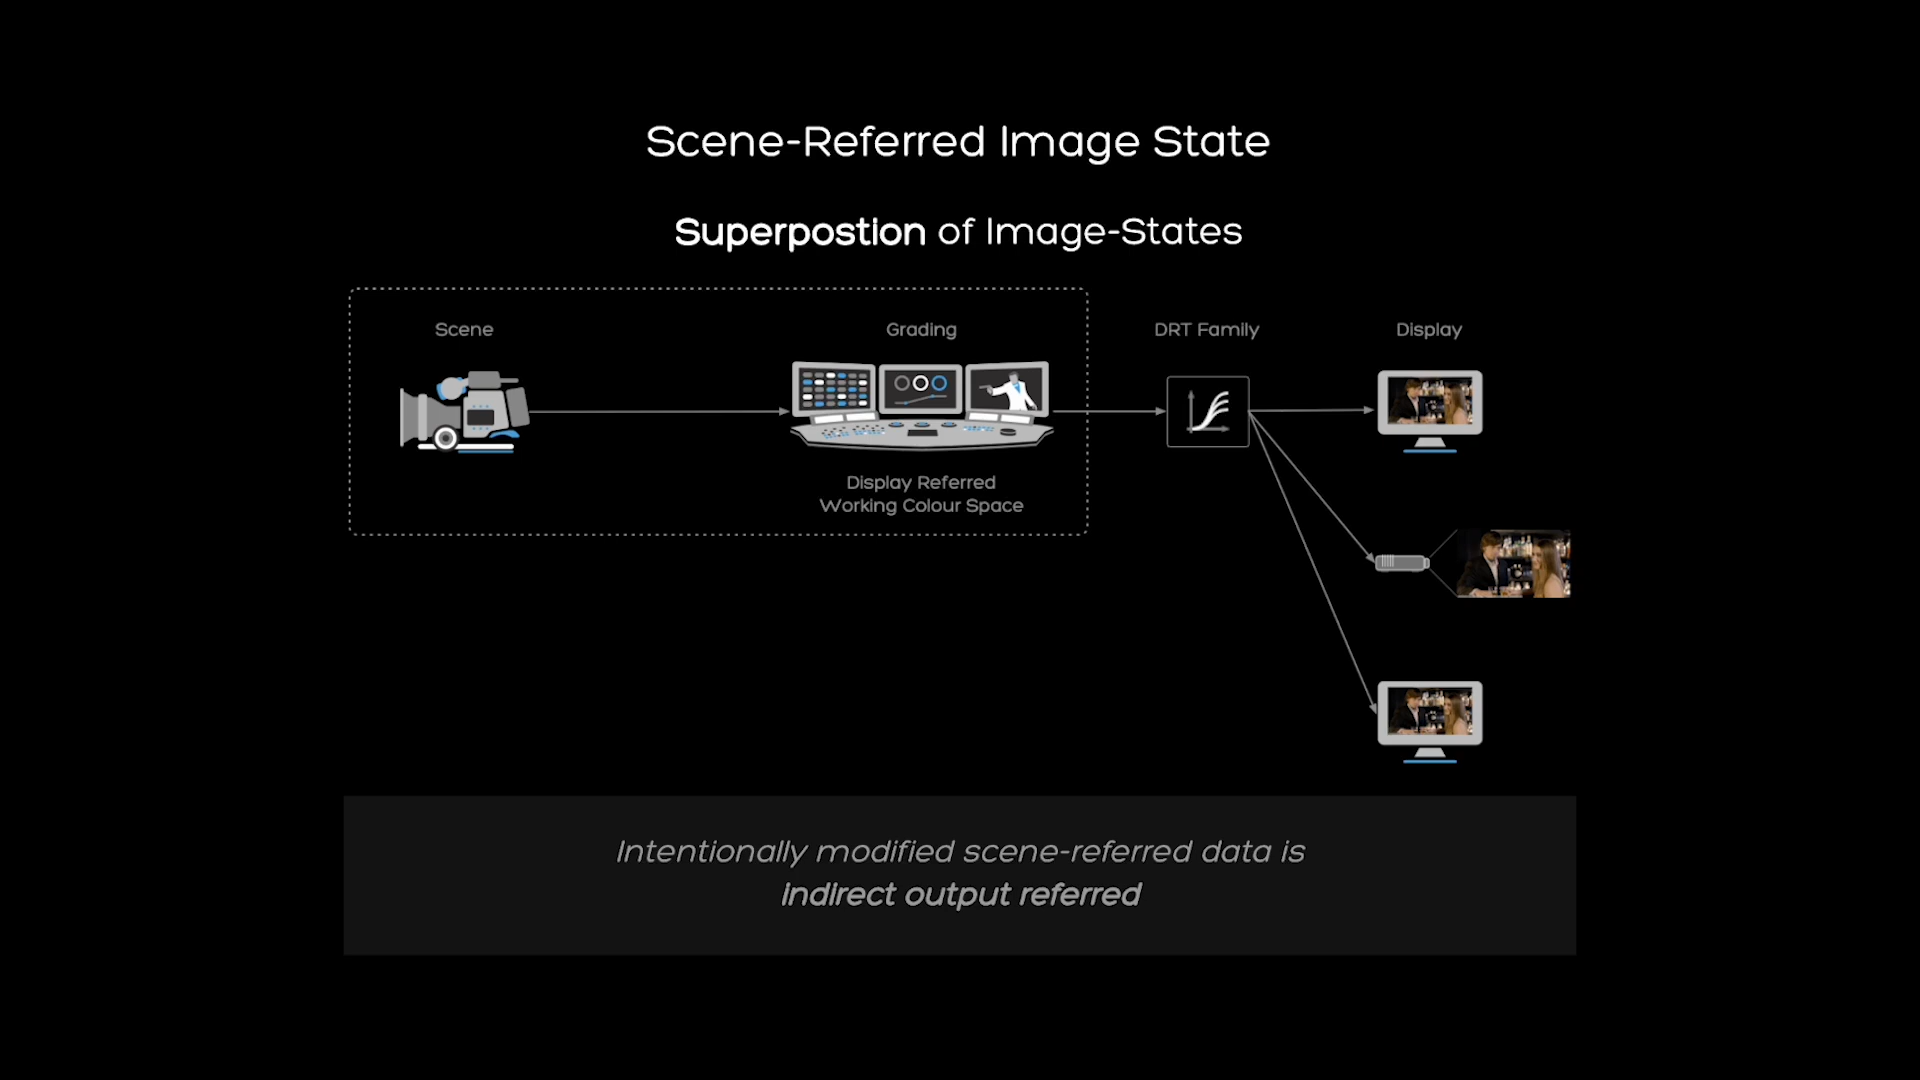 Scene-Referred Image State
Superpostion of Image-States
Scene
Grading
DRT Family
Display
Display Referred
Working Colour Space
Intentionally modified scene-referred data is
indirect output referred